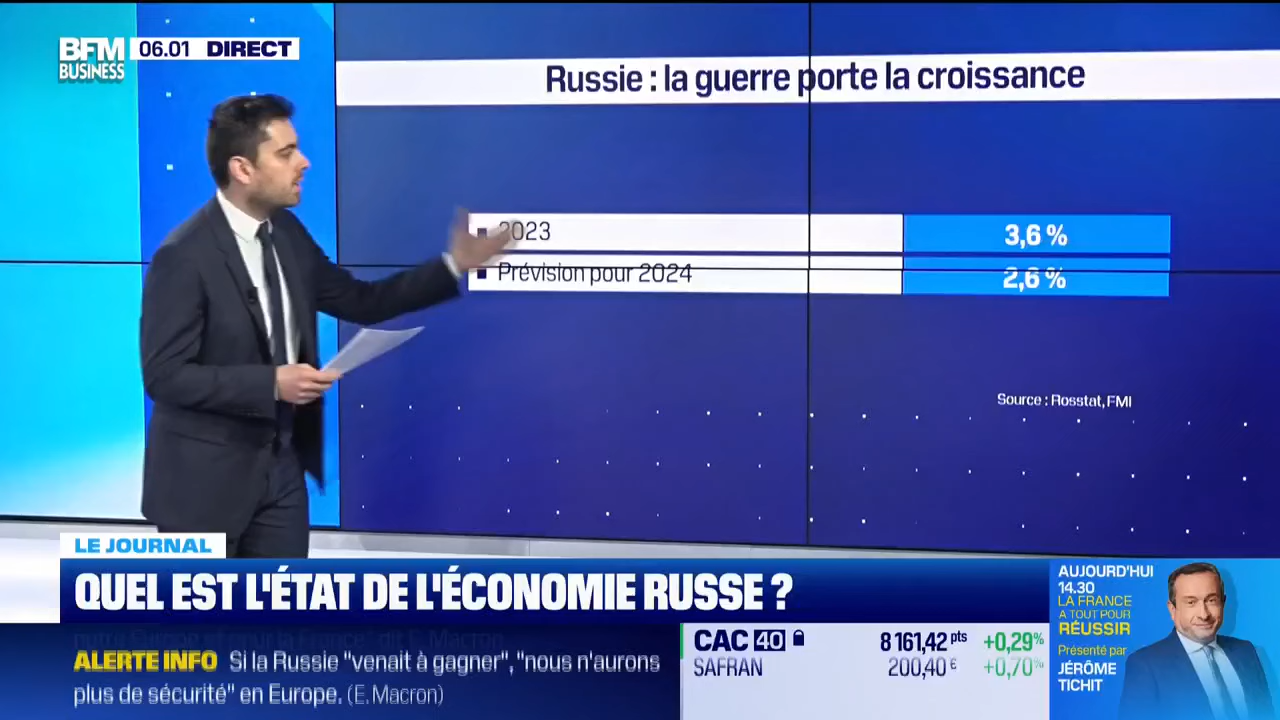 BFM
BUSINESS
06.01 DIRECT
Russie : la guerre porte la croissance
2023 3,6 %
Prévision pour 2024 2,6 %
Source : Rosstat, FMI
LE JOURNAL
QUEL EST L'ÉTAT DE L'ÉCONOMIE RUSSE ?
ALERTE INFO Si la Russie "venait à gagner", "nous n'aurons
plus de sécurité" en Europe. (E. Macron)
CAC 40 8 161,42 pts +0,29%
SAFRAN 200,40 € +0,70%
AUJOURD'HUI
14.30
LA FRANCE
A TOUT POUR
RÉUSSIR
Présenté par
JÉRÔME
TICHIT